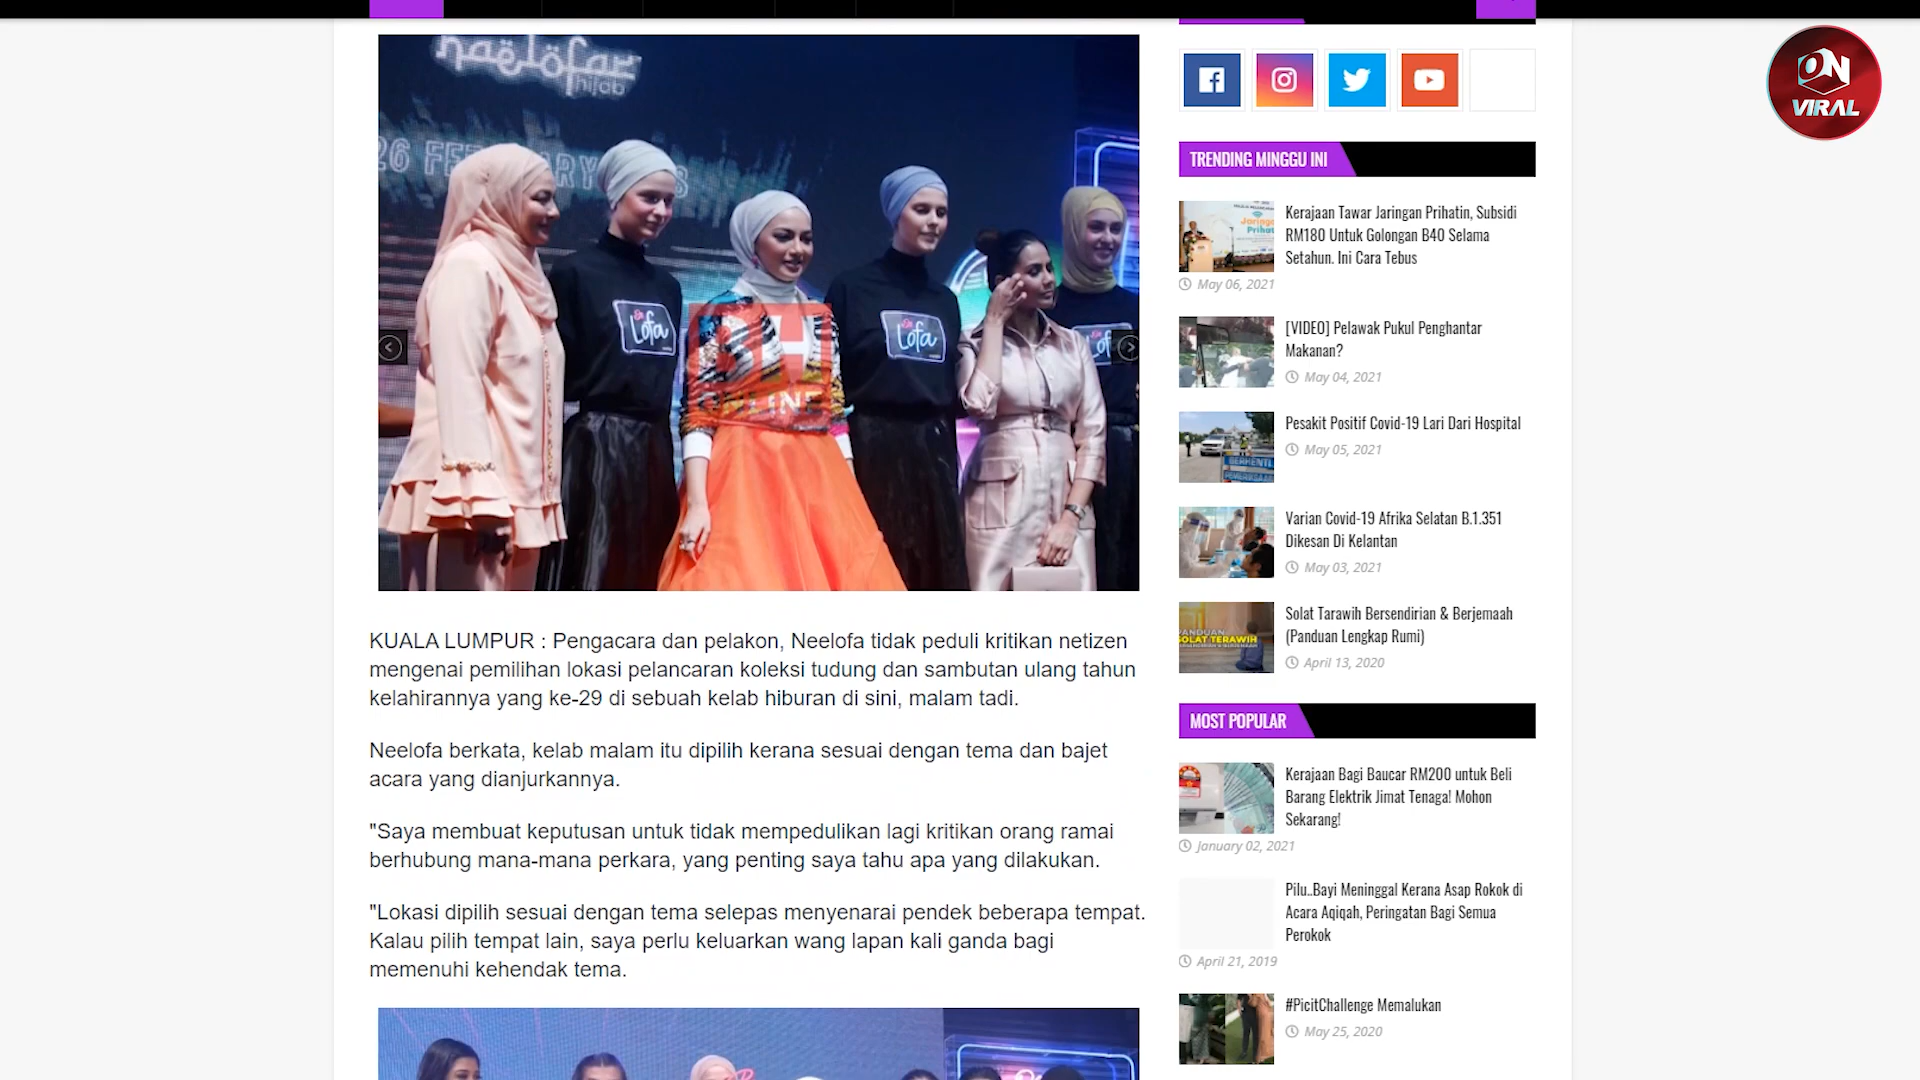 naelofar
hijab
26 FEBRUARY
Lofa
Lofa
BH
ONLINE
KUALA LUMPUR : Pengacara dan pelakon, Neelofa tidak peduli kritikan netizen
mengenai pemilihan lokasi pelancaran koleksi tudung dan sambutan ulang tahun
kelahirannya yang ke-29 di sebuah kelab hiburan di sini, malam tadi.
Neelofa berkata, kelab malam itu dipilih kerana sesuai dengan tema dan bajet
acara yang dianjurkannya.
"Saya membuat keputusan untuk tidak mempedulikan lagi kritikan orang ramai
berhubung mana-mana perkara, yang penting saya tahu apa yang dilakukan.
"Lokasi dipilih sesuai dengan tema selepas menyenarai pendek beberapa tempat.
Kalau pilih tempat lain, saya perlu keluarkan wang lapan kali ganda bagi
memenuhi kehendak tema.
ON
VIRAL
TRENDING MINGGU INI
Kerajaan Tawar Jaringan Prihatin, Subsidi
RM180 Untuk Golongan B40 Selama
Setahun. Ini Cara Tebus
May 06, 2021
[VIDEO] Pelawak Pukul Penghantar
Makanan?
May 04, 2021
Pesakit Positif Covid-19 Lari Dari Hospital
May 05, 2021
Varian Covid-19 Afrika Selatan B.1.351
Dikesan Di Kelantan
May 03, 2021
PANDUAN
SOLAT TERAWIH
Solat Tarawih Bersendirian & Berjemaah
(Panduan Lengkap Rumi)
April 13, 2020
MOST POPULAR
Kerajaan Bagi Baucar RM200 untuk Beli
Barang Elektrik Jimat Tenaga! Mohon
Sekarang!
January 02, 2021
Pilu..Bayi Meninggal Kerana Asap Rokok di
Acara Aqiqah, Peringatan Bagi Semua
Perokok
April 21, 2019
#PicitChallenge Memalukan
May 25, 2020